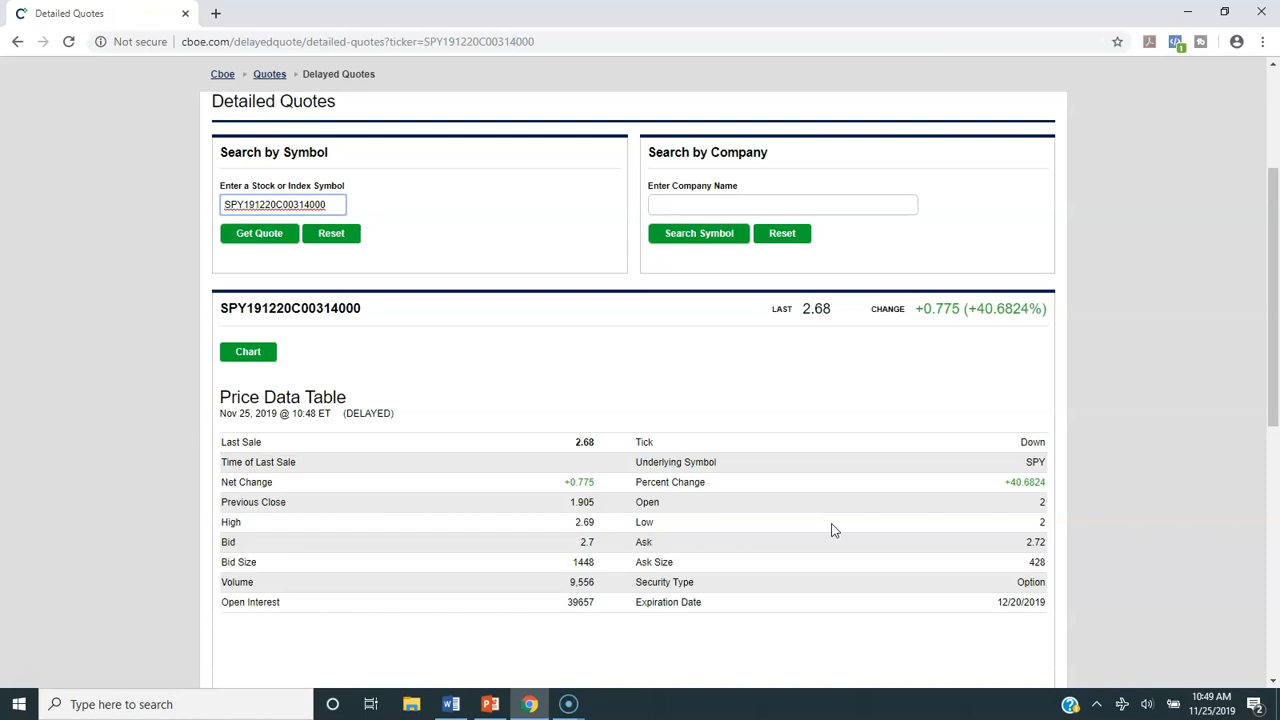 Detailed Quotes
Not secure
cboe.com/delayedquote/detailed-quotes?ticker=SPY191220C00314000
1
Cboe Quotes Delayed Quotes
Detailed Quotes
Search by Symbol
Enter a Stock or Index Symbol
SPY191220C00314000
Get Quote Reset
Search by Company
Enter Company Name
Search Symbol Reset
SPY191220C00314000 LAST 2.68 CHANGE +0.775 (+40.6824%)
Chart
Price Data Table
Nov 25, 2019 @ 10:48 ET (DELAYED)
Last Sale 2.68 Tick Down
Time of Last Sale Underlying Symbol SPY
Net Change +0.775 Percent Change +40.6824
Previous Close 1.905 Open 2
High 2.69 Low 2
Bid 2.7 Ask 2.72
Bid Size 1448 Ask Size 428
Volume 9,556 Security Type Option
Open Interest 39657 Expiration Date 12/20/2019
Type here to search
10:49 AM
11/25/2019
2